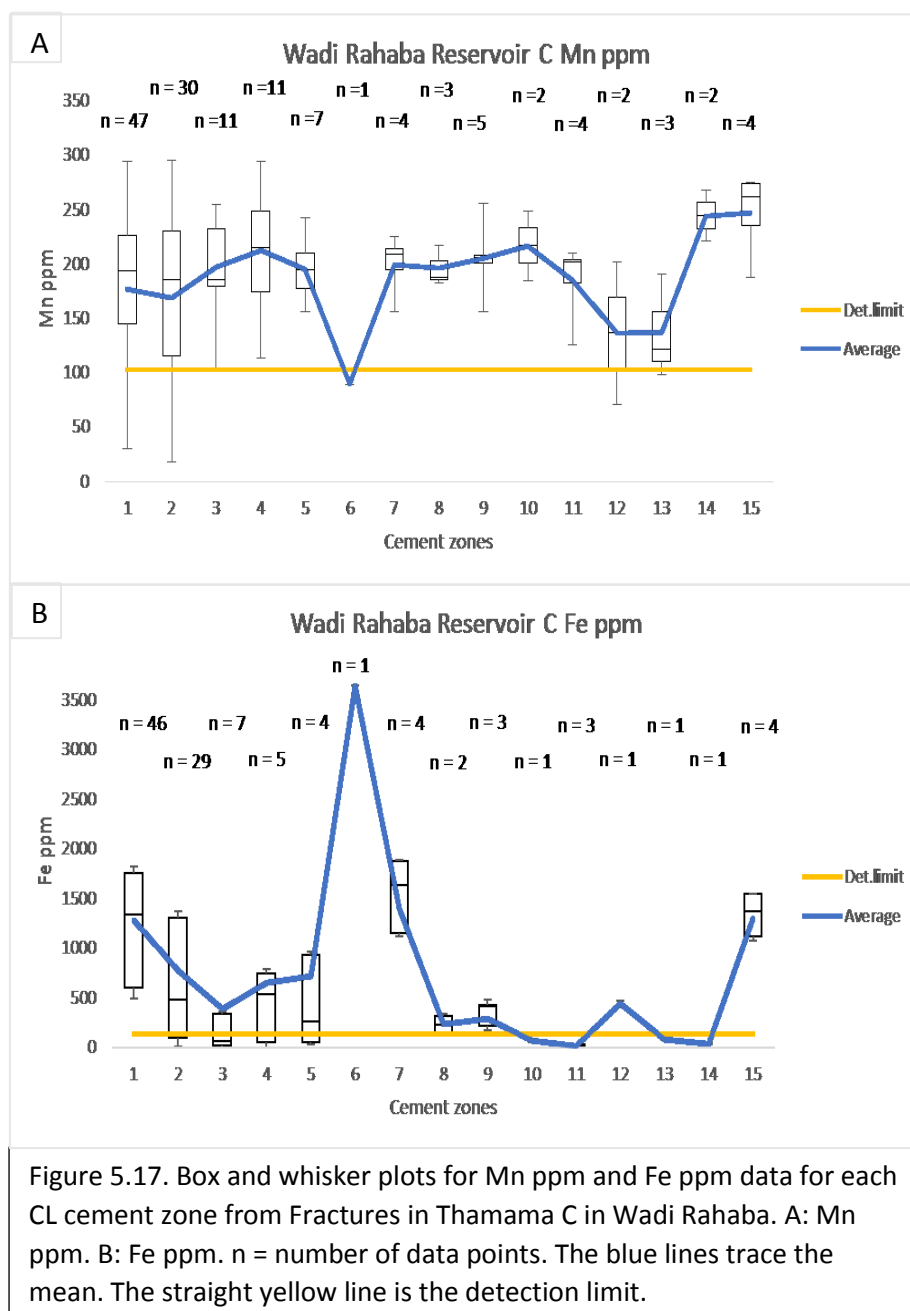 A
Wadi Rahaba Reservoir C Mn ppm
n = 47
n = 30
n =11
n =11
n =7
n =1
n =4
n =3
n =5
n =2
n =4
n =2
n =3
n =2
n =4
Mn ppm
350
300
250
200
150
100
50
0
1 2 3 4 5 6 7 8 9 10 11 12 13 14 15
Cement zones
Det.limit
Average
B
Wadi Rahaba Reservoir C Fe ppm
n = 46
n = 29
n = 7
n = 5
n = 4
n = 1
n = 4
n = 2
n = 3
n = 1
n = 3
n = 1
n = 1
n = 1
n = 4
Fe ppm
3500
3000
2500
2000
1500
1000
500
0
1 2 3 4 5 6 7 8 9 10 11 12 13 14 15
Cement zones
Det.limit
Average
Figure 5.17. Box and whisker plots for Mn ppm and Fe ppm data for each
CL cement zone from Fractures in Thamama C in Wadi Rahaba. A: Mn
ppm. B: Fe ppm. n = number of data points. The blue lines trace the
mean. The straight yellow line is the detection limit.